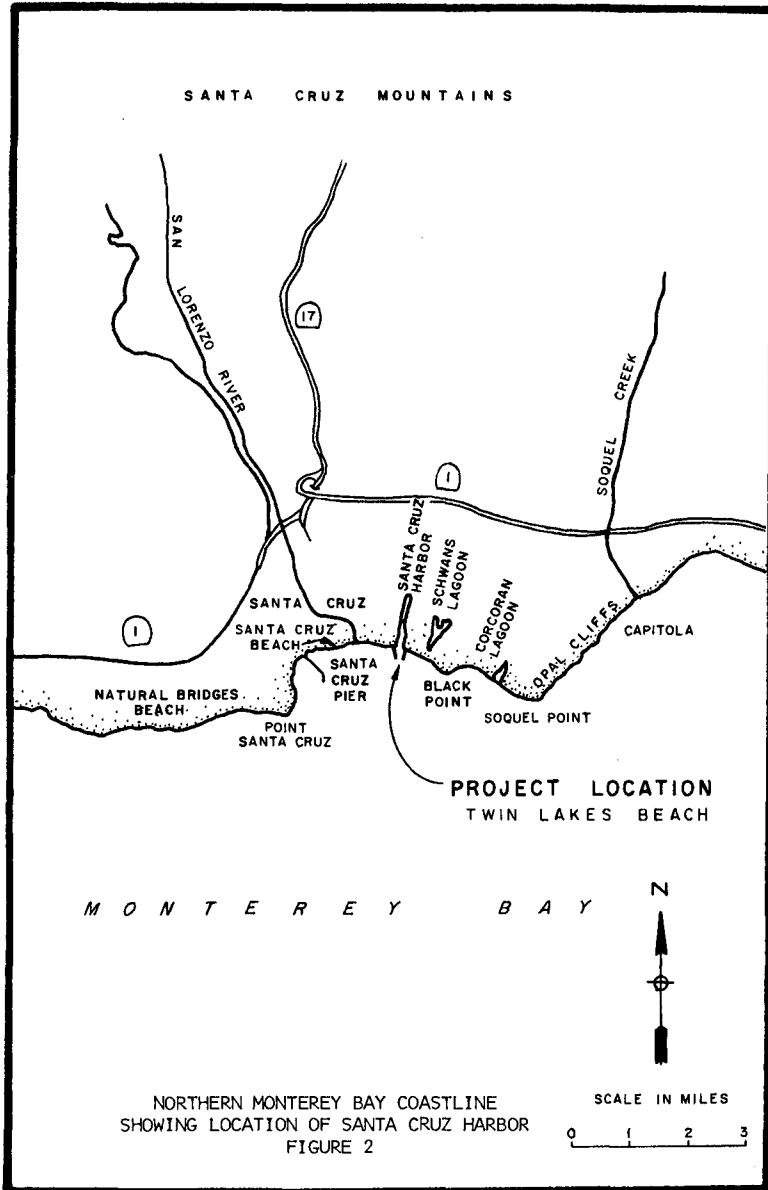 SANTA CRUZ MOUNTAINS
SAN
LORENZO
RIVER
17
SOQUEL CREEK
1
SANTA CRUZ
HARBOR
SCHWANS
LAGOON
CORCORAN
LAGOON
OPAL CLIFFS
CAPITOLA
SANTA CRUZ
SANTA CRUZ
BEACH
1
SANTA
CRUZ
PIER
NATURAL BRIDGES
BEACH
BLACK
POINT
SOQUEL POINT
POINT
SANTA CRUZ
PROJECT LOCATION
TWIN LAKES BEACH
MONTEREY BAY
N
NORTHERN MONTEREY BAY COASTLINE
SHOWING LOCATION OF SANTA CRUZ HARBOR
FIGURE 2
SCALE IN MILES
0 1 2 3